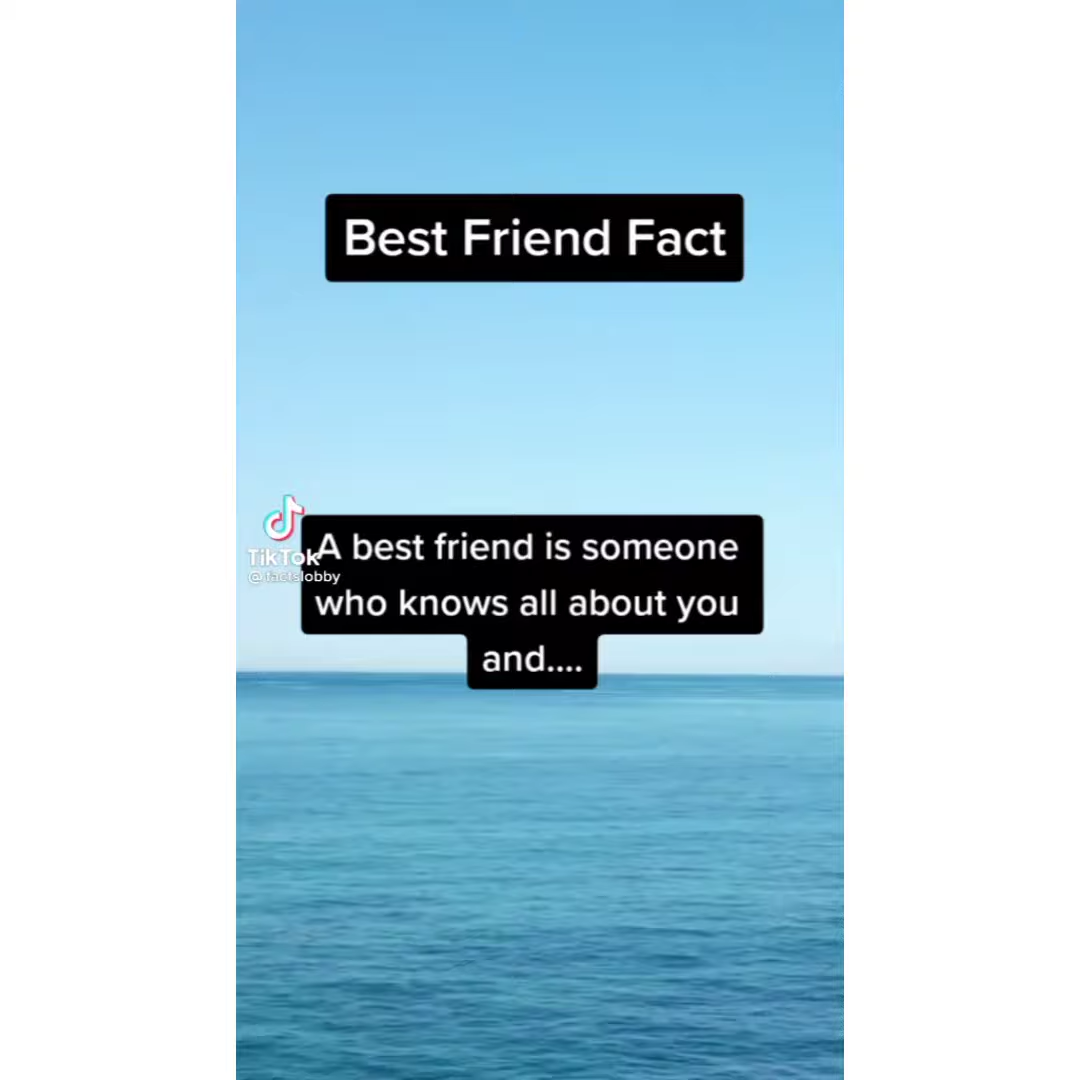 Best Friend Fact
TikTok
@factslobby
A best friend is someone
who knows all about you
and....